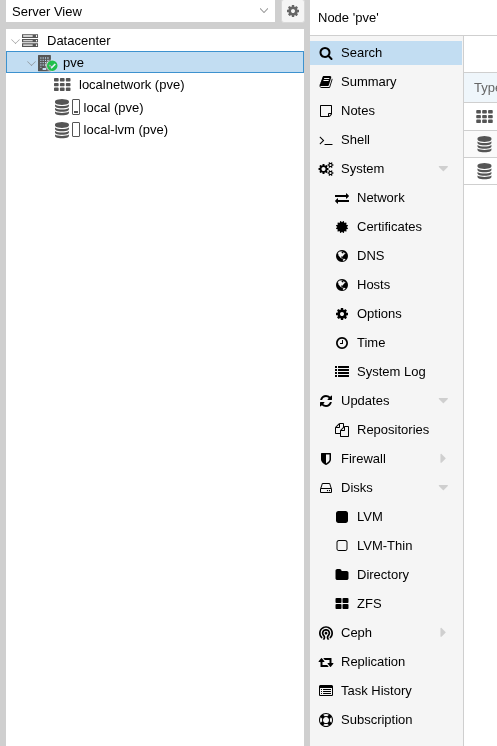 Server View
Datacenter
pve
localnetwork (pve)
local (pve)
local-lvm (pve)
Node 'pve'
Search
Summary
Notes
Shell
System
Network
Certificates
DNS
Hosts
Options
Time
System Log
Updates
Repositories
Firewall
Disks
LVM
LVM-Thin
Directory
ZFS
Ceph
Replication
Task History
Subscription
Type